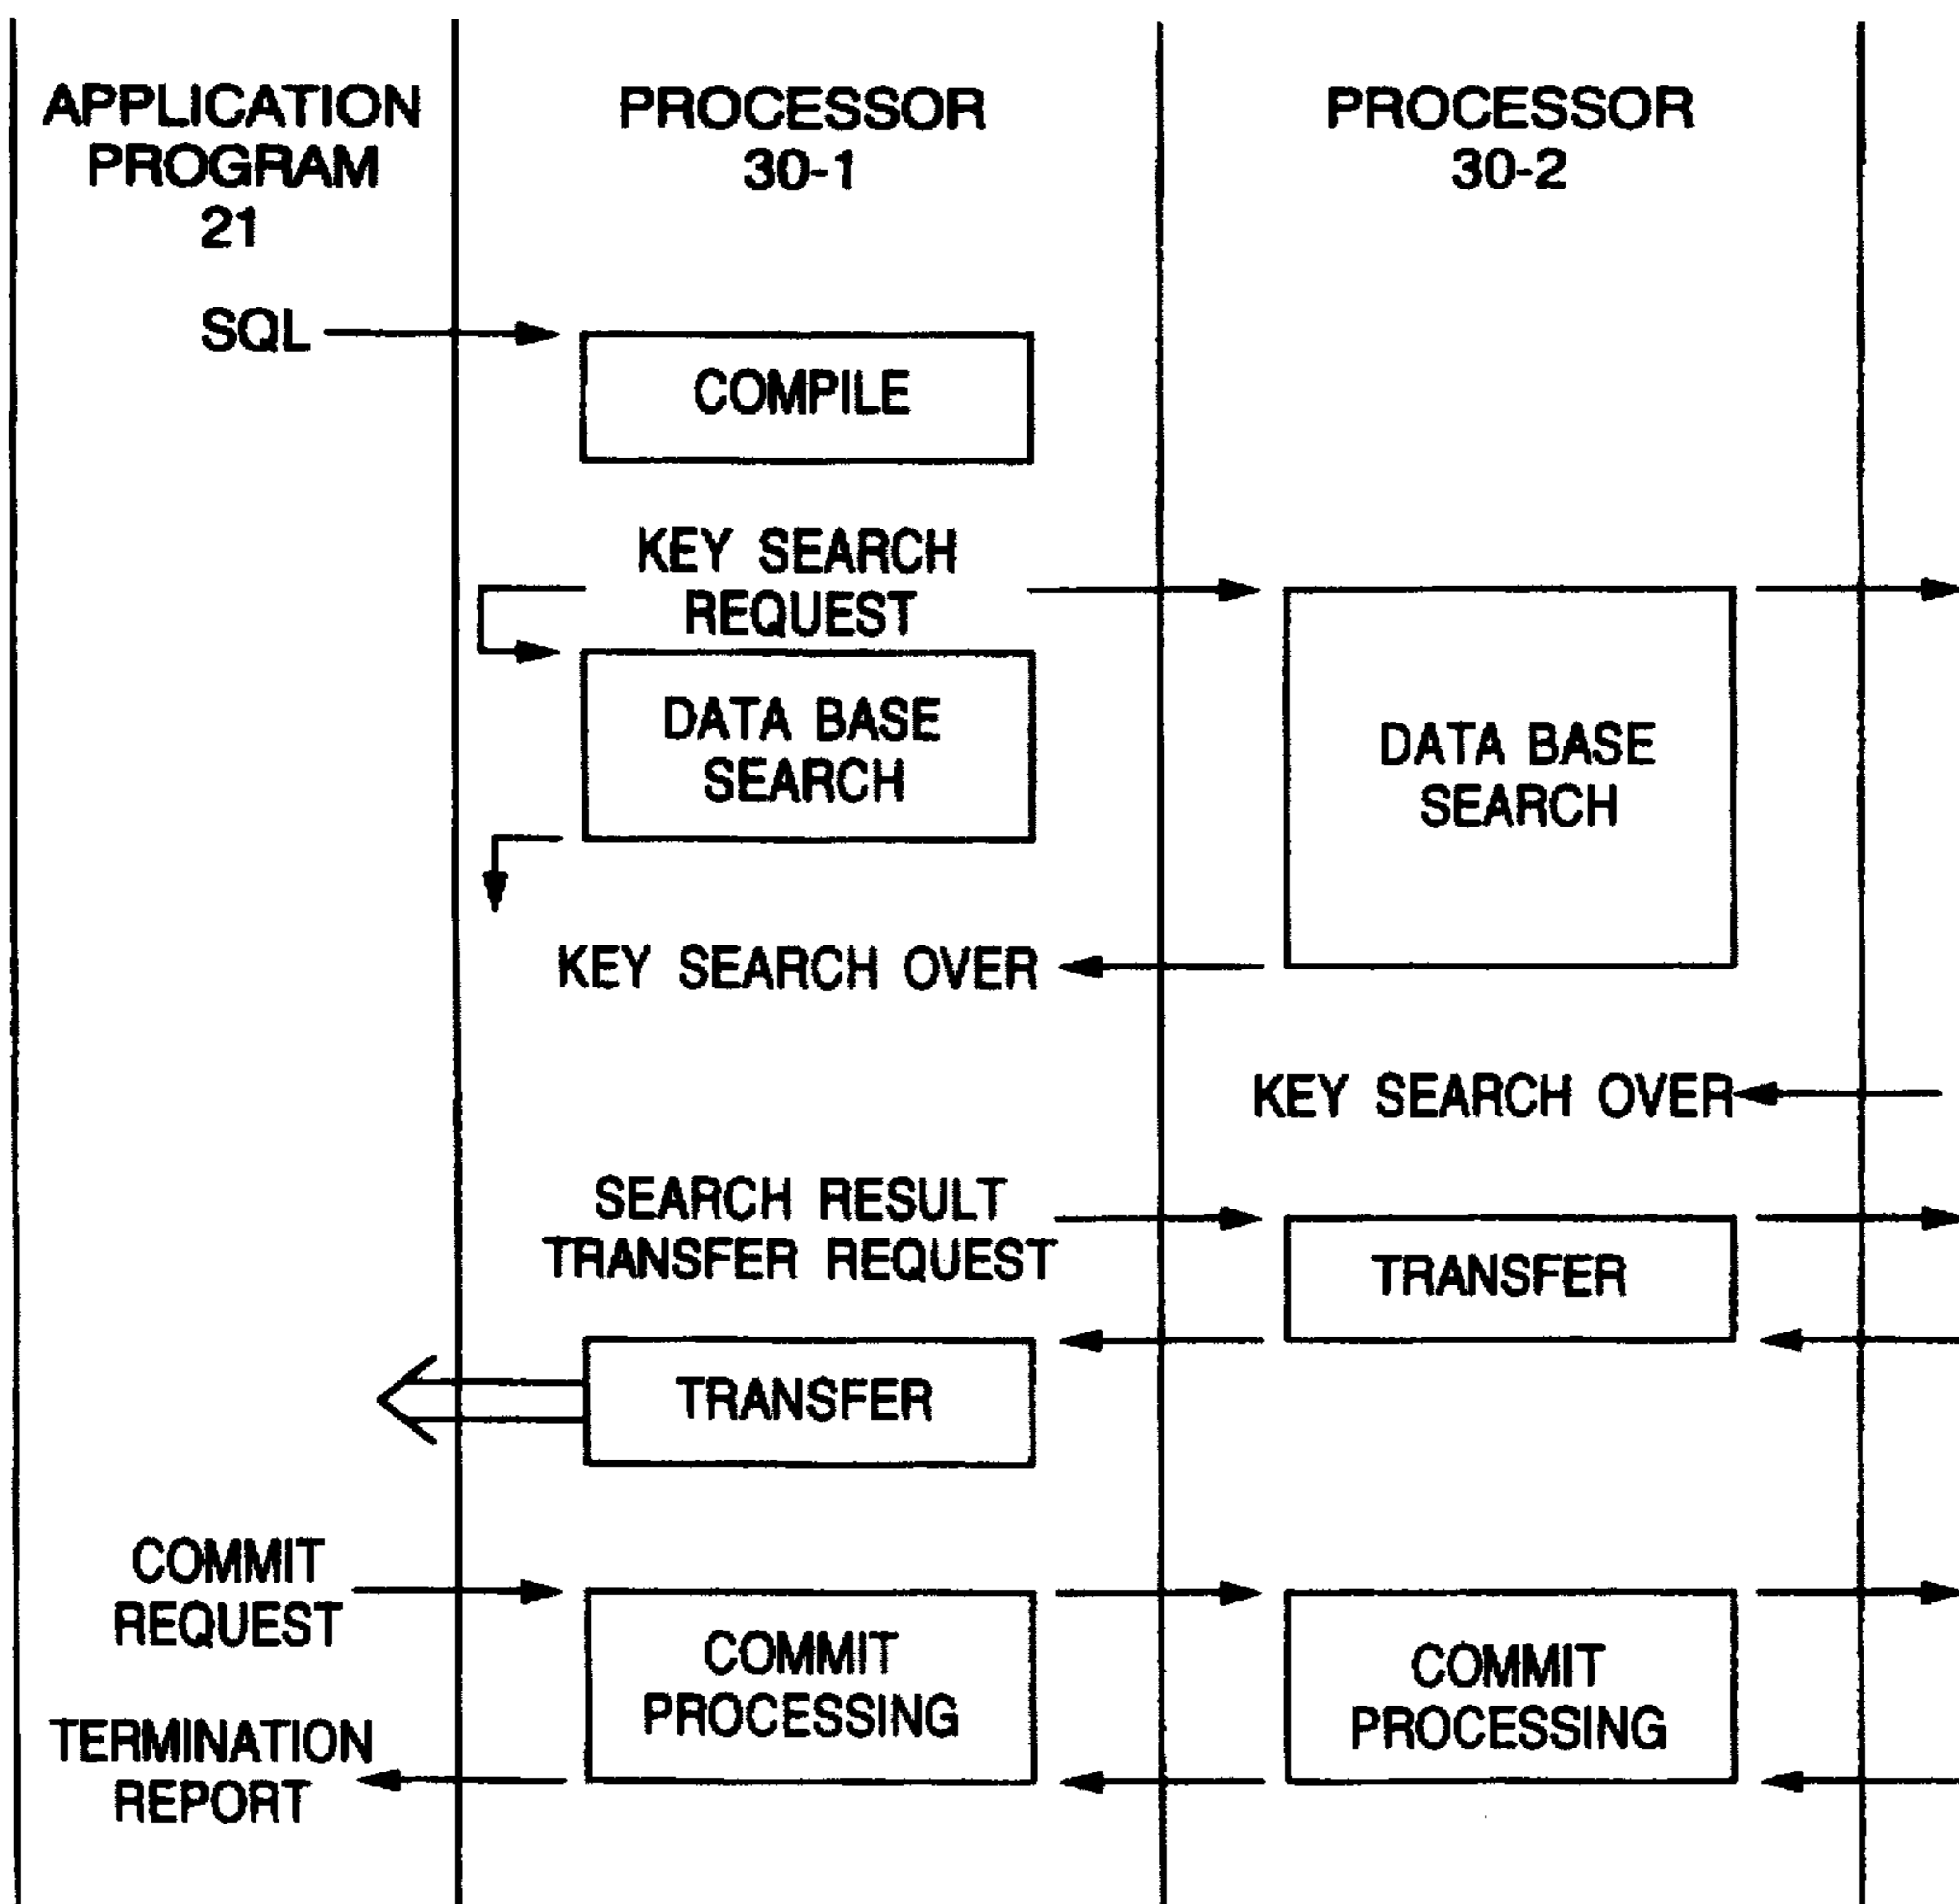 APPLICATION
PROGRAM
21
PROCESSOR
30-1
PROCESSOR
30-2
SQL
COMPILE
KEY SEARCH
REQUEST
DATA BASE
SEARCH
DATA BASE
SEARCH
KEY SEARCH OVER
KEY SEARCH OVER
SEARCH RESULT
TRANSFER REQUEST
TRANSFER
TRANSFER
COMMIT
REQUEST
COMMIT
PROCESSING
COMMIT
PROCESSING
TERMINATION
REPORT